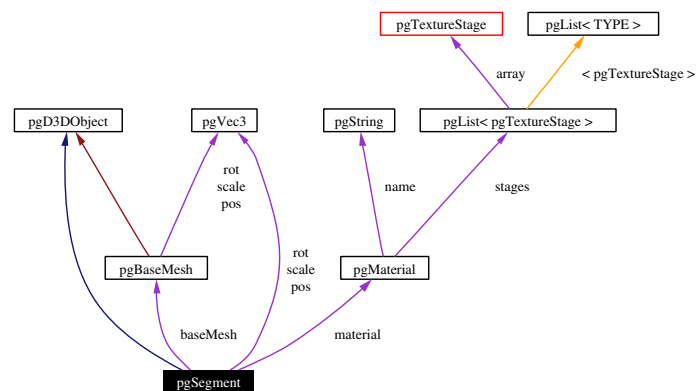 pgTextureStage
pgList< TYPE >
array
< pgTextureStage >
pgD3DObject
pgVec3
pgString
pgList< pgTextureStage >
rot
scale
pos
name
stages
pgBaseMesh
rot
scale
pos
pgMaterial
baseMesh
material
pgSegment